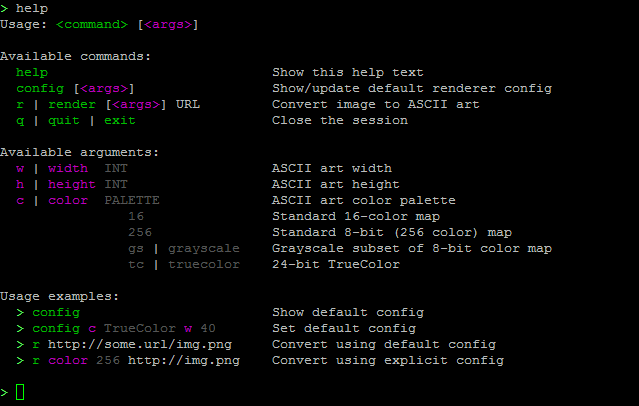 > help
Usage: <command> [<args>]
Available commands:
help Show this help text
config [<args>] Show/update default renderer config
r | render [<args>] URL Convert image to ASCII art
q | quit | exit Close the session
Available arguments:
w | width INT ASCII art width
h | height INT ASCII art height
c | color PALETTE ASCII art color palette
16 Standard 16-color map
256 Standard 8-bit (256 color) map
gs | grayscale Grayscale subset of 8-bit color map
tc | truecolor 24-bit TrueColor
Usage examples:
> config Show default config
> config c TrueColor w 40 Set default config
> r http://some.url/img.png Convert using default config
> r color 256 http://img.png Convert using explicit config
>